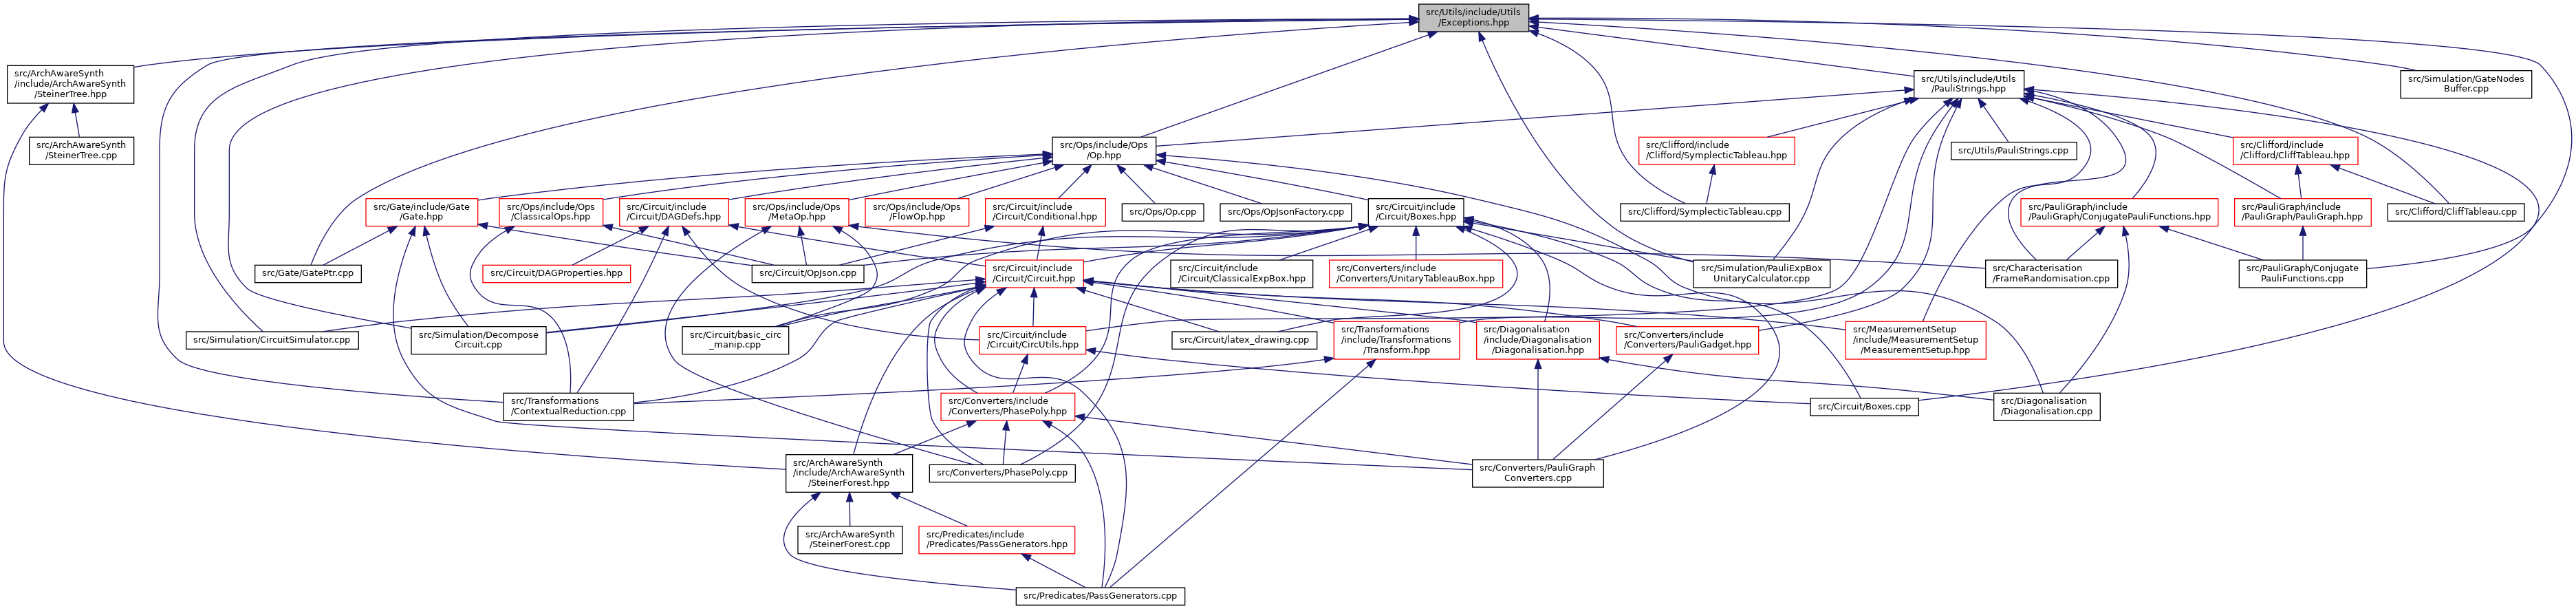 src/Utils/include/Utils
/Exceptions.hpp
src/ArchAwareSynth
/include/ArchAwareSynth
/SteinerTree.hpp
src/Utils/include/Utils
/PauliStrings.hpp
src/Simulation/GateNodes
Buffer.cpp
src/ArchAwareSynth
/SteinerTree.cpp
src/Ops/include/Ops
/Op.hpp
src/Clifford/include
/Clifford/SymplecticTableau.hpp
src/Utils/PauliStrings.cpp
src/Clifford/include
/Clifford/CliffTableau.hpp
src/Gate/include/Gate
/Gate.hpp
src/Ops/include/Ops
/ClassicalOps.hpp
src/Circuit/include
/Circuit/DAGDefs.hpp
src/Ops/include/Ops
/MetaOp.hpp
src/Ops/include/Ops
/FlowOp.hpp
src/Circuit/include
/Circuit/Conditional.hpp
src/Ops/Op.cpp
src/Ops/OpJsonFactory.cpp
src/Circuit/include
/Circuit/Boxes.hpp
src/Clifford/SymplecticTableau.cpp
src/PauliGraph/include
/PauliGraph/ConjugatePauliFunctions.hpp
src/PauliGraph/include
/PauliGraph/PauliGraph.hpp
src/Clifford/CliffTableau.cpp
src/Gate/GatePtr.cpp
src/Circuit/DAGProperties.hpp
src/Circuit/OpJson.cpp
src/Circuit/include
/Circuit/Circuit.hpp
src/Circuit/include
/Circuit/ClassicalExpBox.hpp
src/Converters/include
/Converters/UnitaryTableauBox.hpp
src/Simulation/PauliExpBox
UnitaryCalculator.cpp
src/Characterisation
/FrameRandomisation.cpp
src/PauliGraph/Conjugate
PauliFunctions.cpp
src/Simulation/CircuitSimulator.cpp
src/Simulation/Decompose
Circuit.cpp
src/Circuit/basic_circ
_manip.cpp
src/Circuit/include
/Circuit/CircUtils.hpp
src/Circuit/latex_drawing.cpp
src/Transformations
/include/Transformations
/Transform.hpp
src/Diagonalisation
/include/Diagonalisation
/Diagonalisation.hpp
src/Converters/include
/Converters/PauliGadget.hpp
src/MeasurementSetup
/include/MeasurementSetup
/MeasurementSetup.hpp
src/Transformations
/ContextualReduction.cpp
src/Converters/include
/Converters/PhasePoly.hpp
src/Circuit/Boxes.cpp
src/Diagonalisation
/Diagonalisation.cpp
src/ArchAwareSynth
/include/ArchAwareSynth
/SteinerForest.hpp
src/Converters/PhasePoly.cpp
src/Converters/PauliGraph
Converters.cpp
src/ArchAwareSynth
/SteinerForest.cpp
src/Predicates/include
/Predicates/PassGenerators.hpp
src/Predicates/PassGenerators.cpp